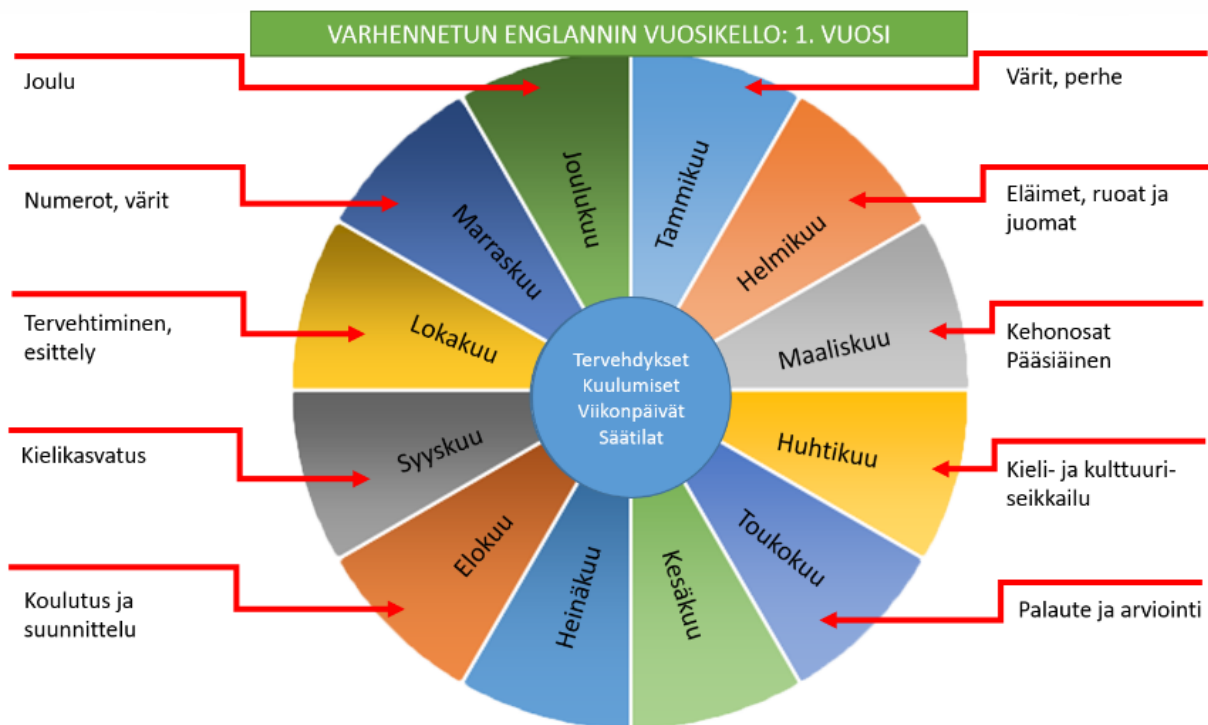 VARHENNETUN ENGLANNIN VUOSIKELLO: 1. VUOSI
Joulu
Numerot, värit
Tervehtiminen,
esittely
Kielikasvatus
Koulutus ja
suunnittelu
Värit, perhe
Eläimet, ruoat ja
juomat
Kehonosat
Pääsiäinen
Kieli- ja kulttuuri-
seikkailu
Palaute ja arviointi
Tammikuu
Helmikuu
Maaliskuu
Huhtikuu
Toukokuu
Kesäkuu
Heinäkuu
Elokuu
Syyskuu
Lokakuu
Marraskuu
Joulukuu
Tervehdykset
Kuulumiset
Viikonpäivät
Säätilat